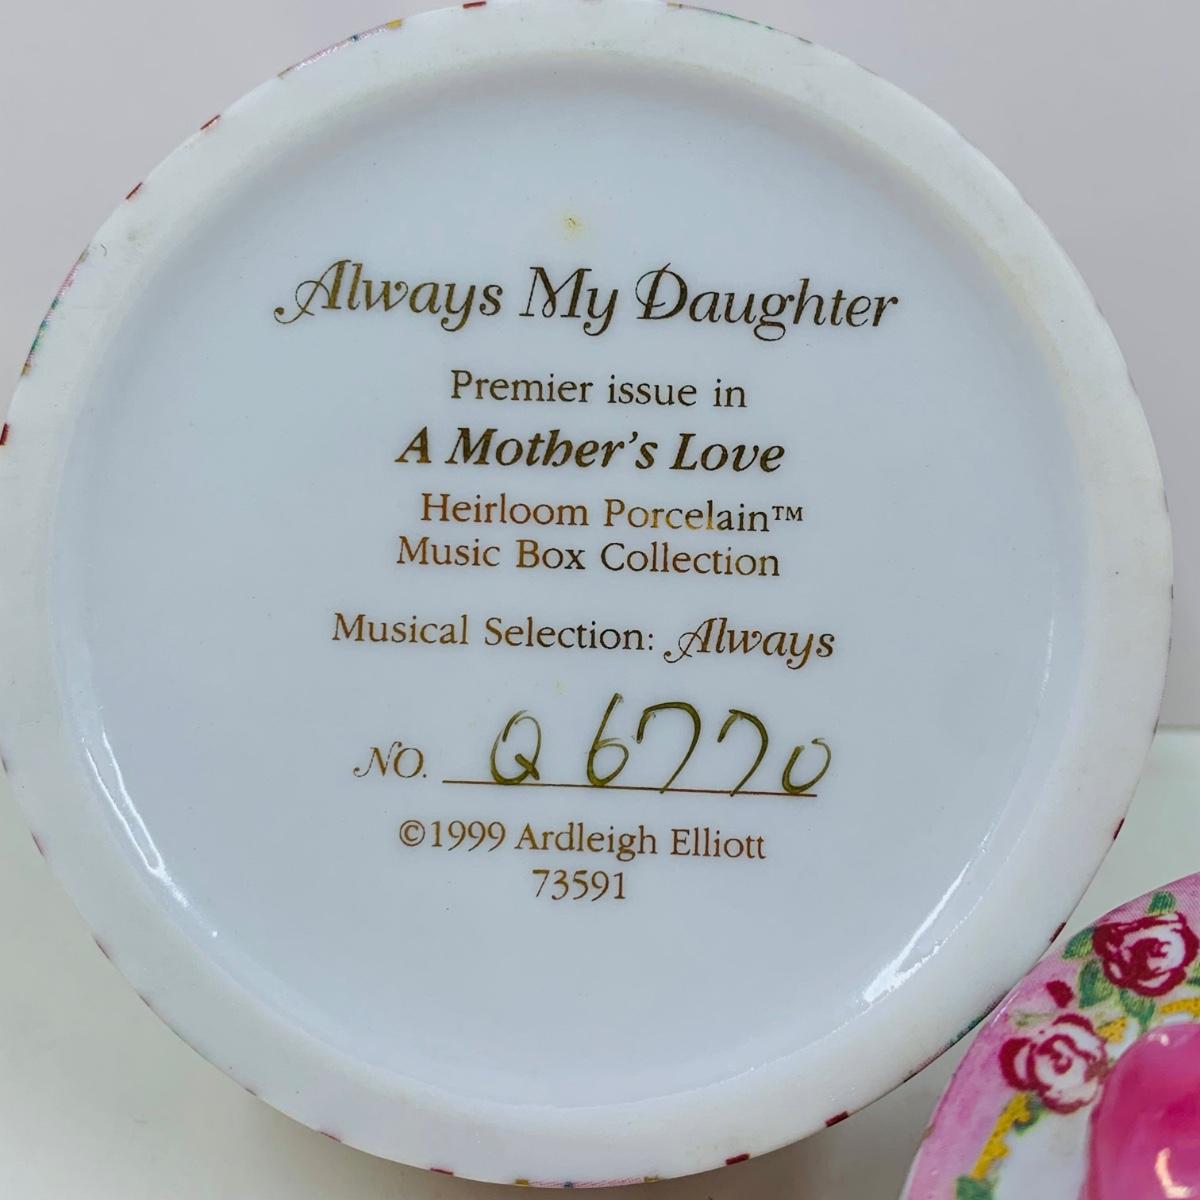 Always My Daughter
Premier issue in
A Mother's Love
Heirloom Porcelain™
Music Box Collection
Musical Selection: Always
NO. Q6770
©1999 Ardleigh Elliott
73591